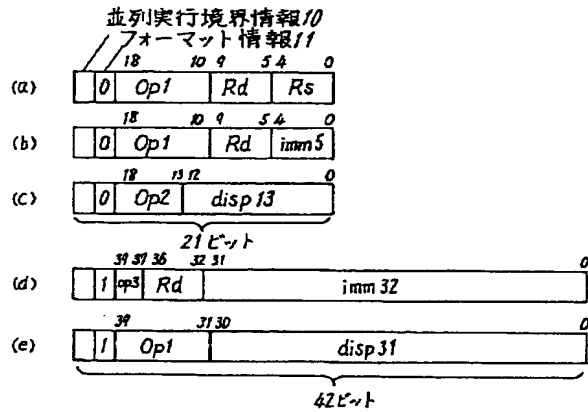 並列実行境界情報10
フォーマット情報11
18 10 9 5 4 0
(a) 0 Op1 Rd Rs
18 10 9 5 4 0
(b) 0 Op1 Rd imm5
18 13 12 0
(c) 0 Op2 disp13
21ビット
39 37 36 32 31 0
(d) 1 op3 Rd imm32
39 31 30 0
(e) 1 Op1 disp31
42ビット